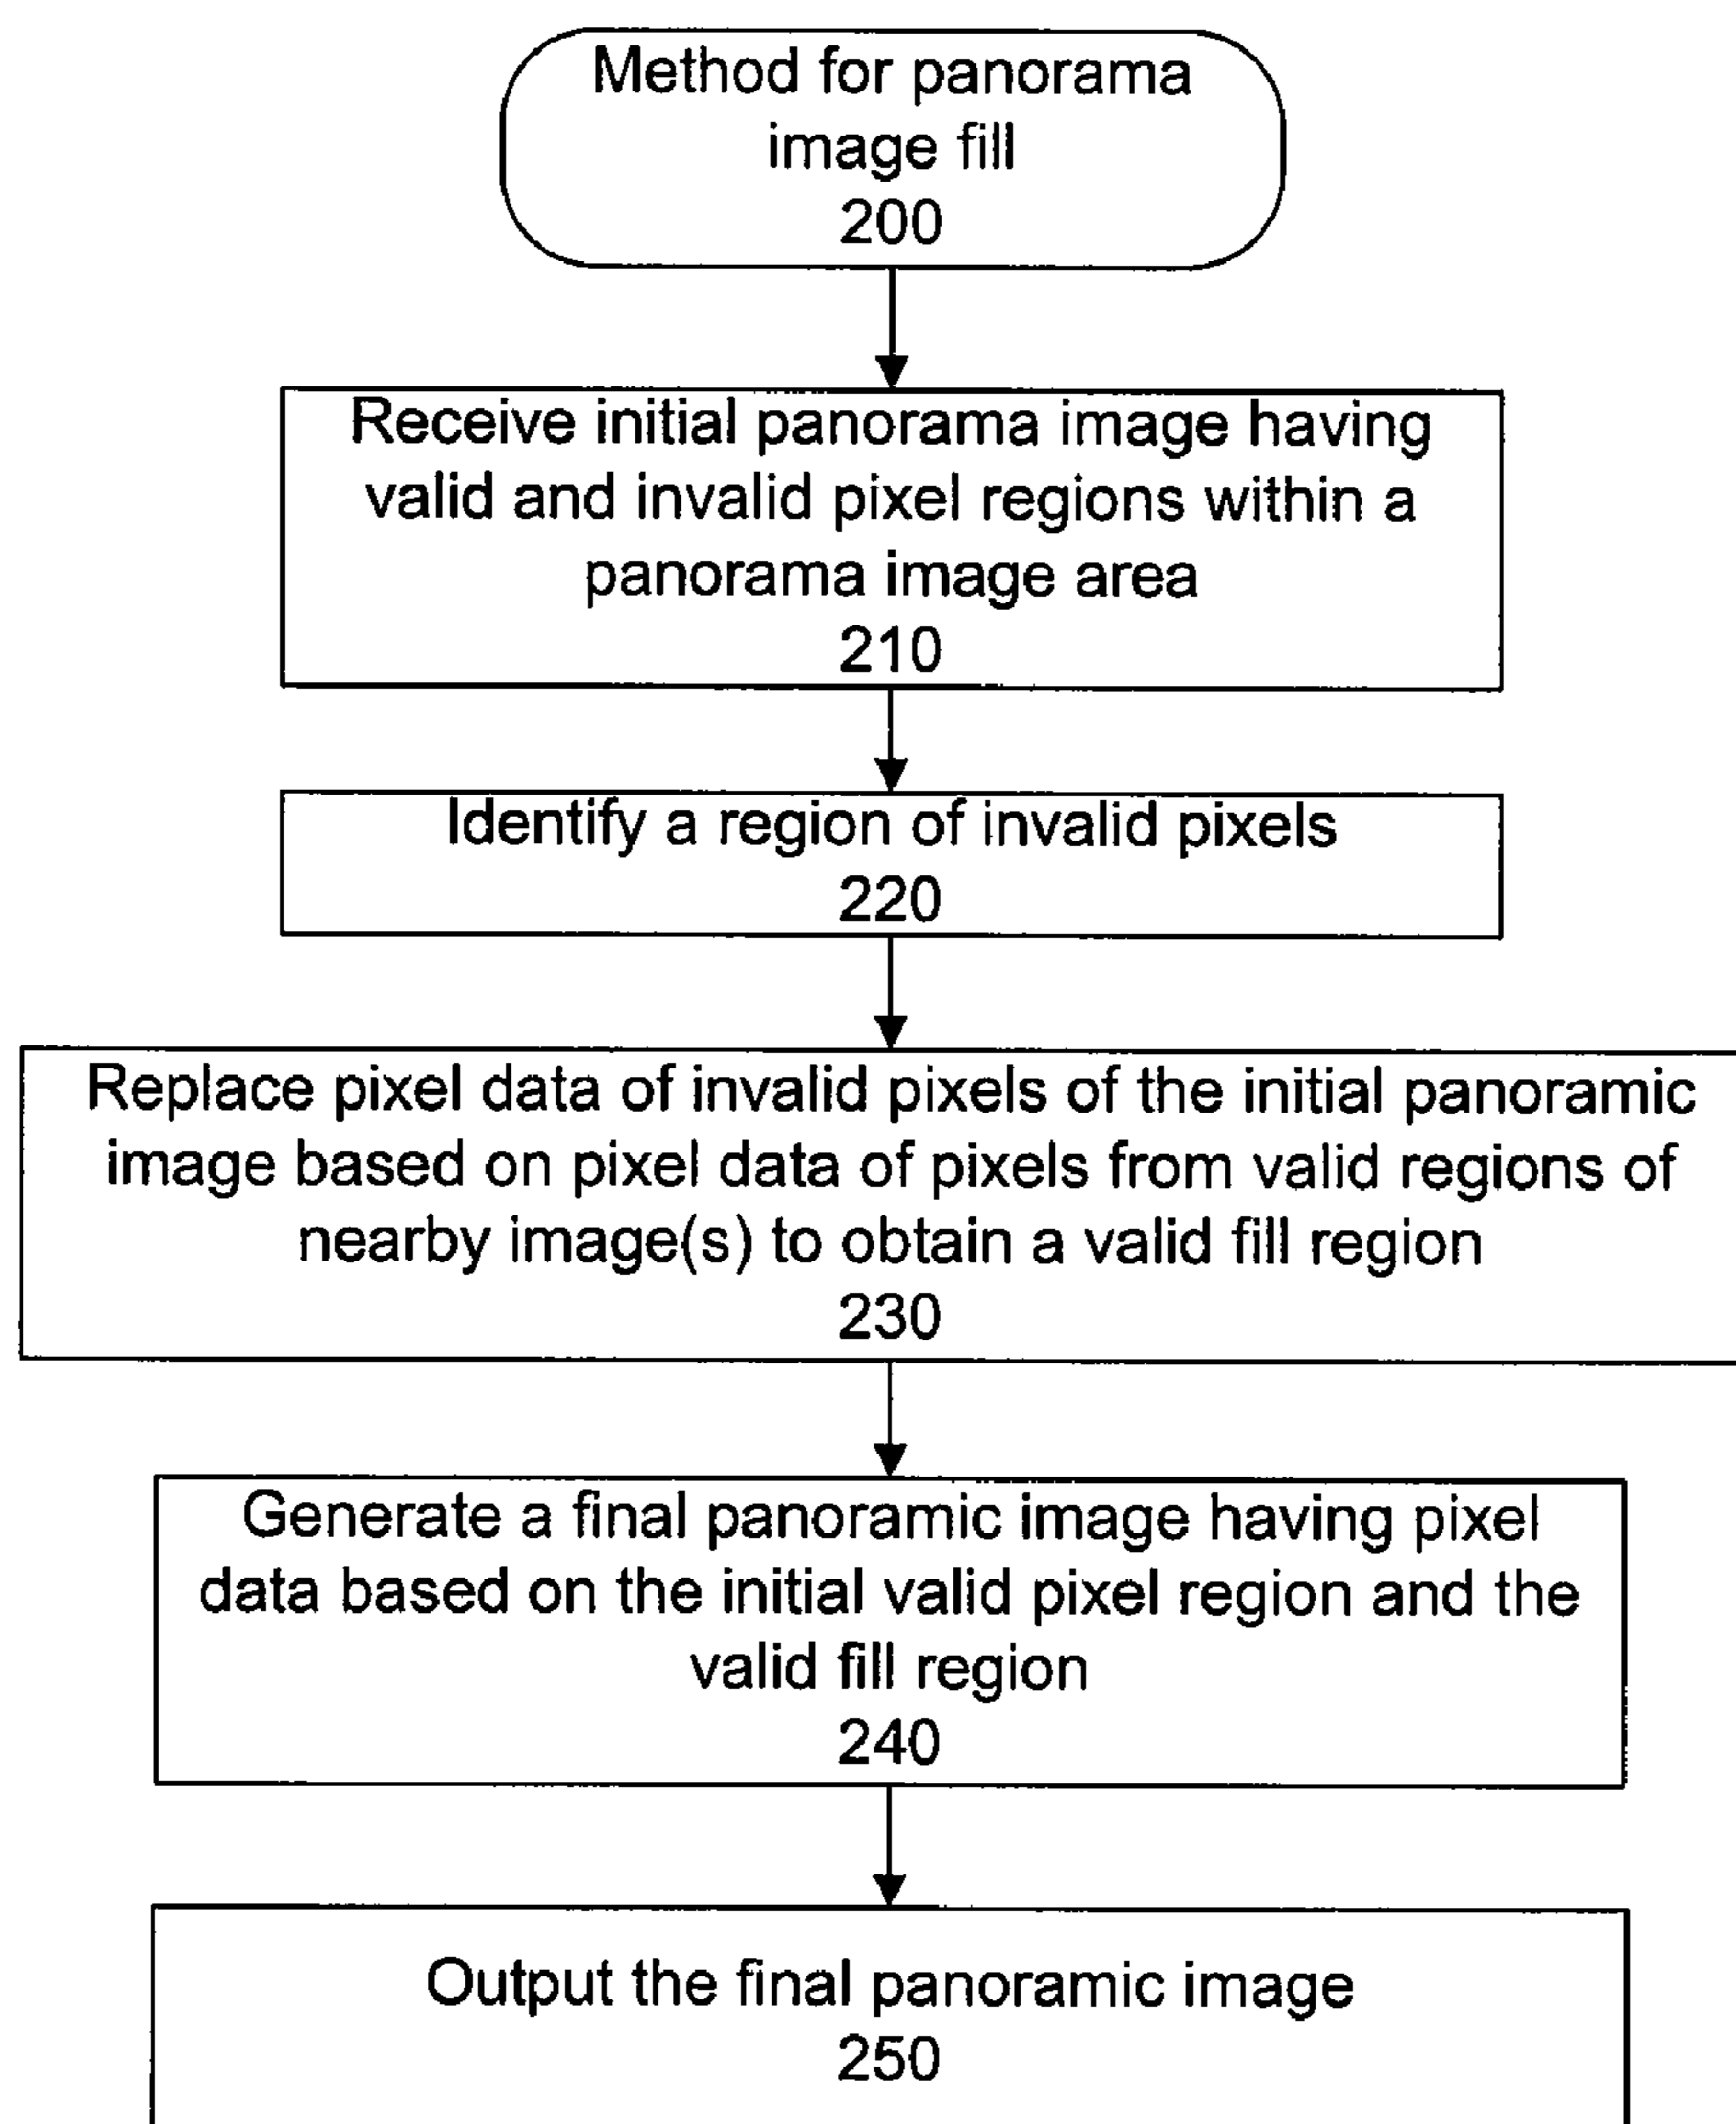 Method for panorama
image fill
200
Receive initial panorama image having
valid and invalid pixel regions within a
panorama image area
210
Identify a region of invalid pixels
220
Replace pixel data of invalid pixels of the initial panoramic
image based on pixel data of pixels from valid regions of
nearby image(s) to obtain a valid fill region
230
Generate a final panoramic image having pixel
data based on the initial valid pixel region and the
valid fill region
240
Output the final panoramic image
250